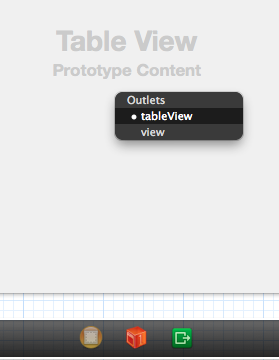 Table View
Prototype Content
Outlets
tableView
view